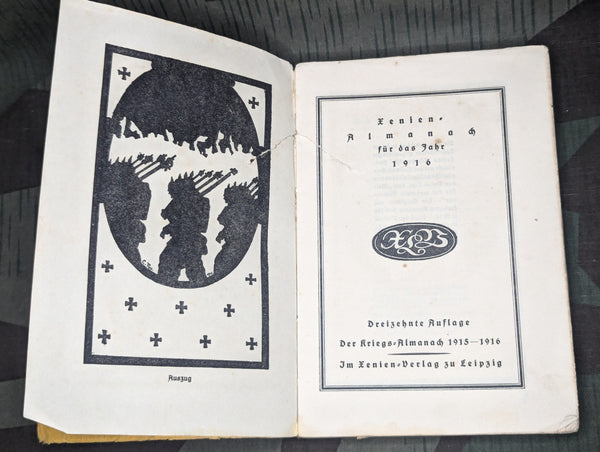 Auszug
Xenien-
Almanach
für das Jahr
1916
XLV
Dreizehnte Auflage
Der Kriegs-Almanach 1915—1916
Im Xenien-Verlag zu Leipzig